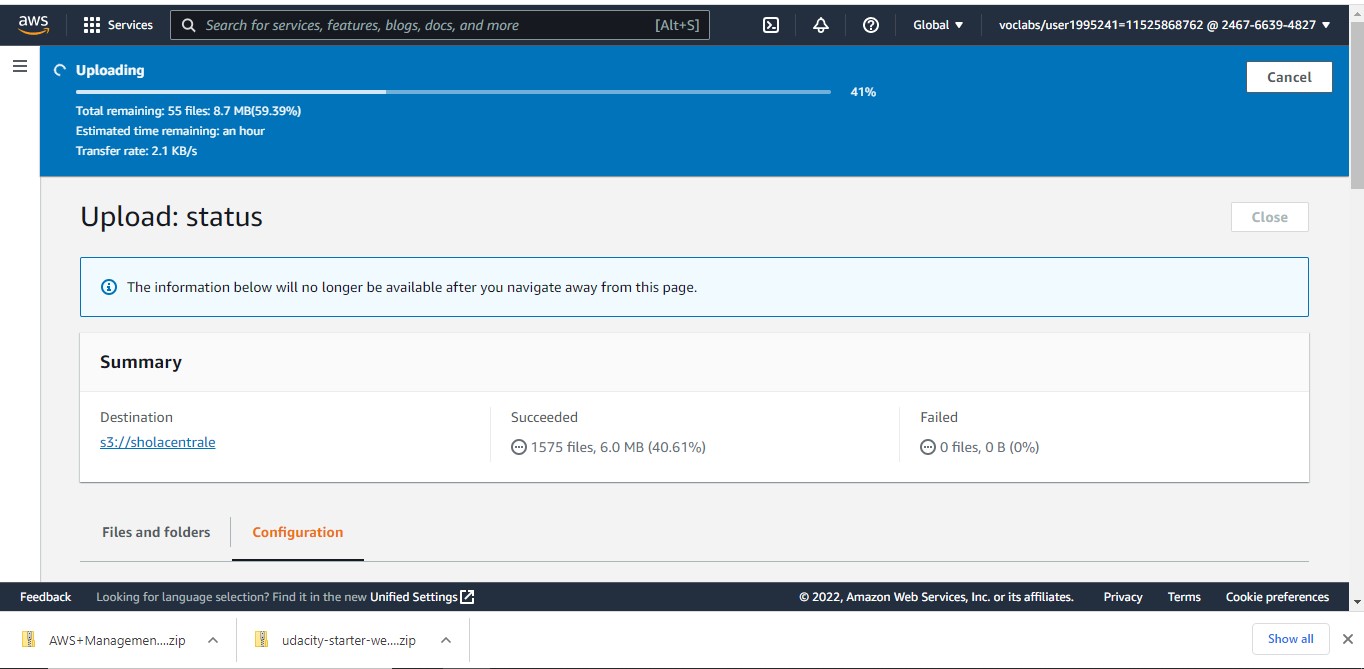 aws
Services
Search for services, features, blogs, docs, and more
[Alt+S]
Global
voclabs/user1995241=11525868762 @ 2467-6639-4827
Uploading
41%
Cancel
Total remaining: 55 files: 8.7 MB(59.39%)
Estimated time remaining: an hour
Transfer rate: 2.1 KB/s
Upload: status
Close
The information below will no longer be available after you navigate away from this page.
Summary
Destination
s3://sholacentrale
Succeeded
1575 files, 6.0 MB (40.61%)
Failed
0 files, 0 B (0%)
Files and folders
Configuration
Feedback
Looking for language selection? Find it in the new Unified Settings
© 2022, Amazon Web Services, Inc. or its affiliates.
Privacy
Terms
Cookie preferences
AWS+Managemen....zip
udacity-starter-we....zip
Show all